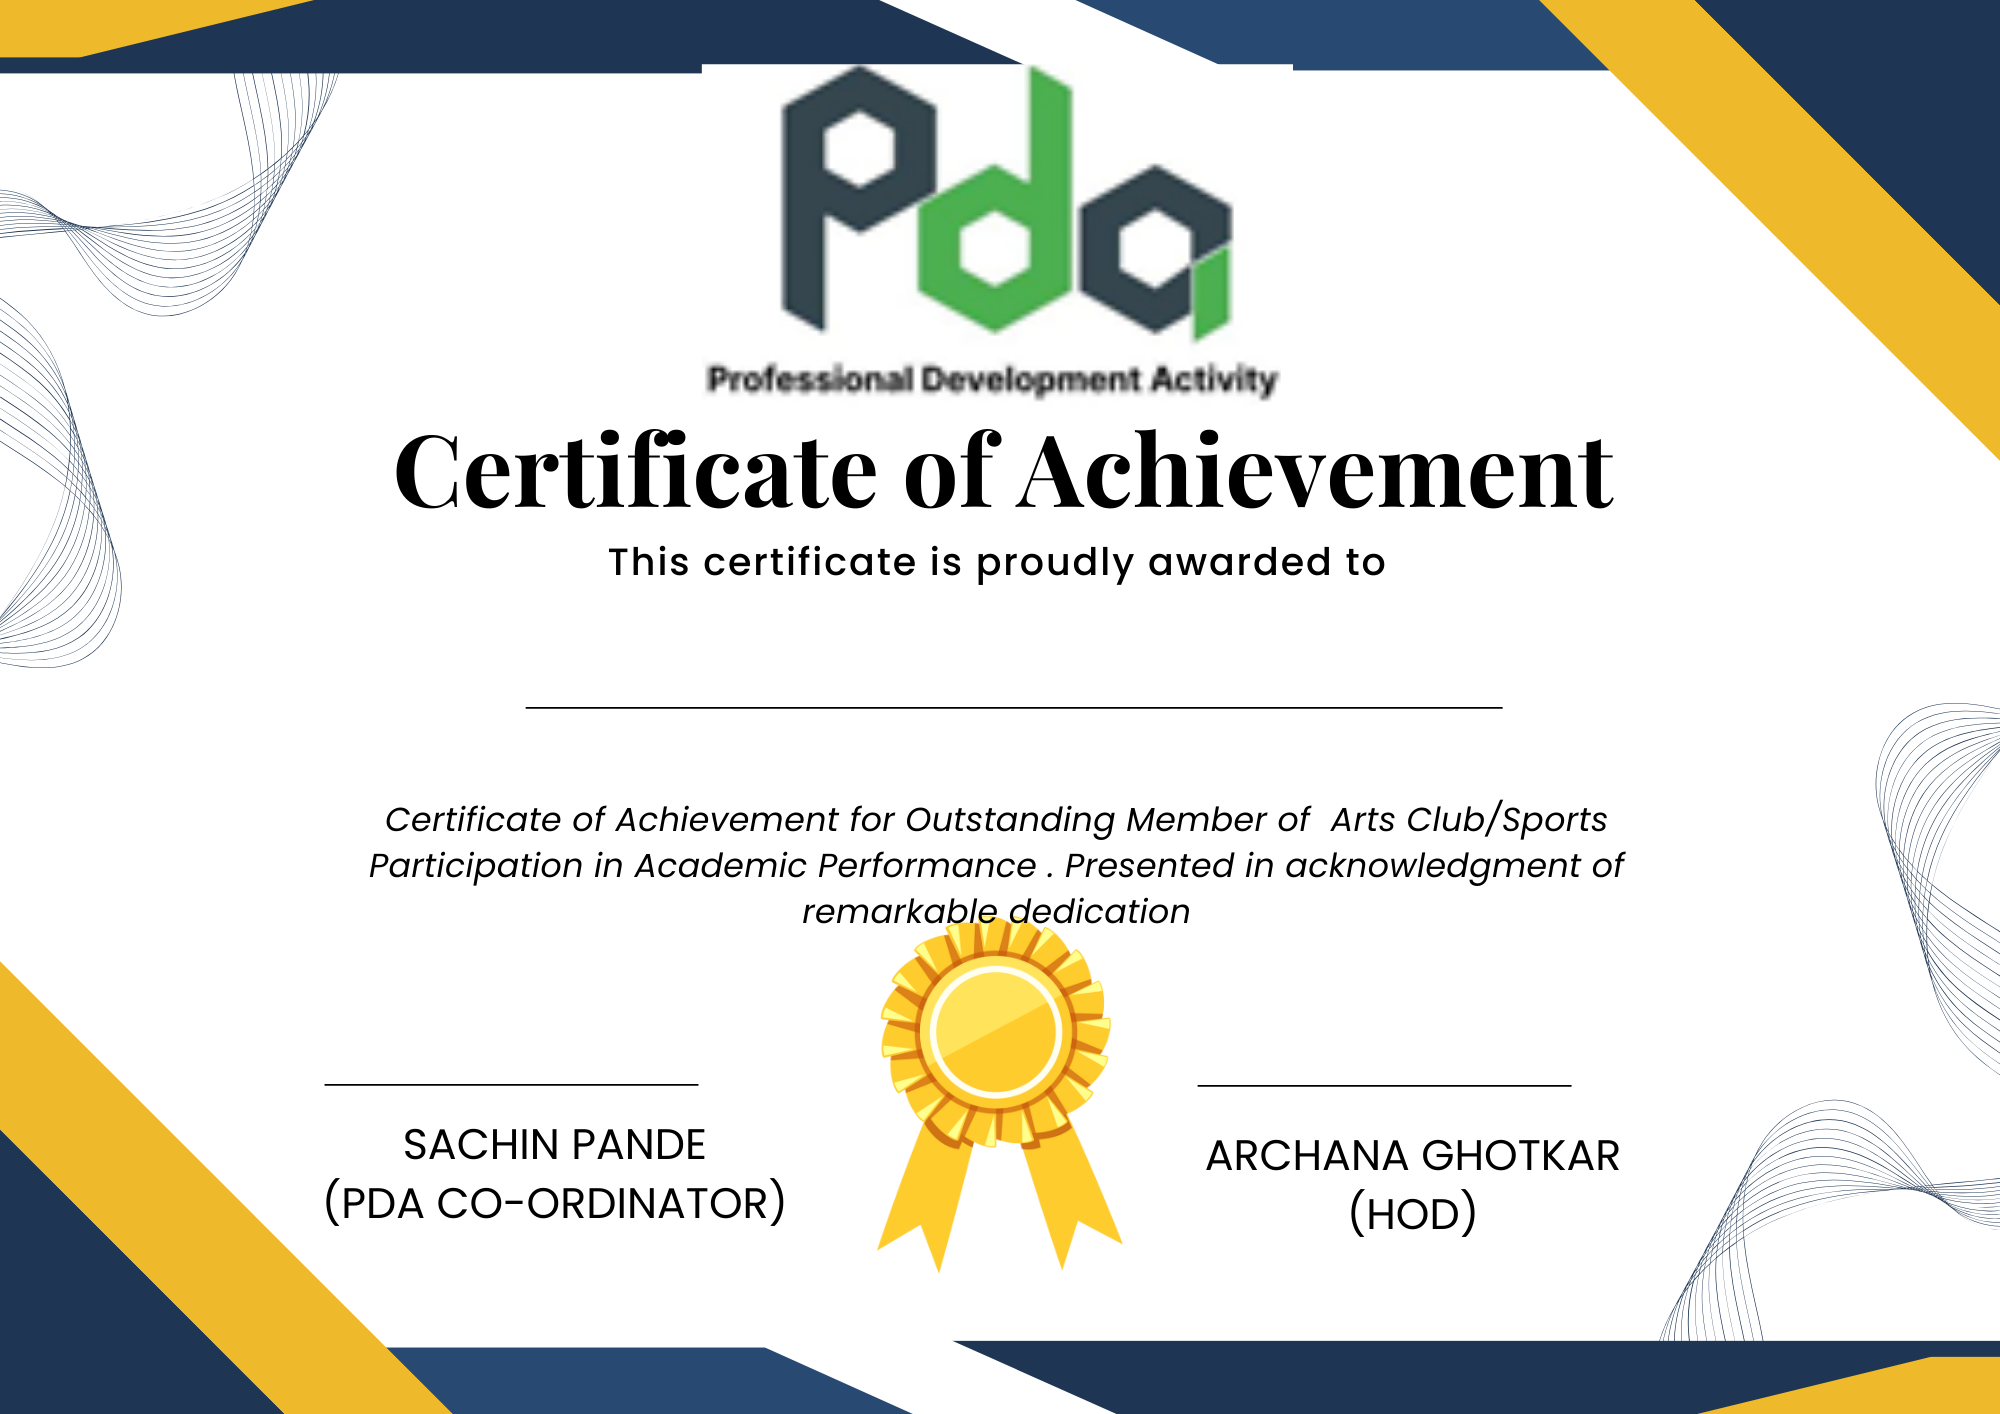 Pda
Professional Development Activity
Certificate of Achievement
This certificate is proudly awarded to
Certificate of Achievement for Outstanding Member of  Arts Club/Sports
Participation in Academic Performance . Presented in acknowledgment of
remarkable dedication
SACHIN PANDE
(PDA CO-ORDINATOR)
ARCHANA GHOTKAR
(HOD)